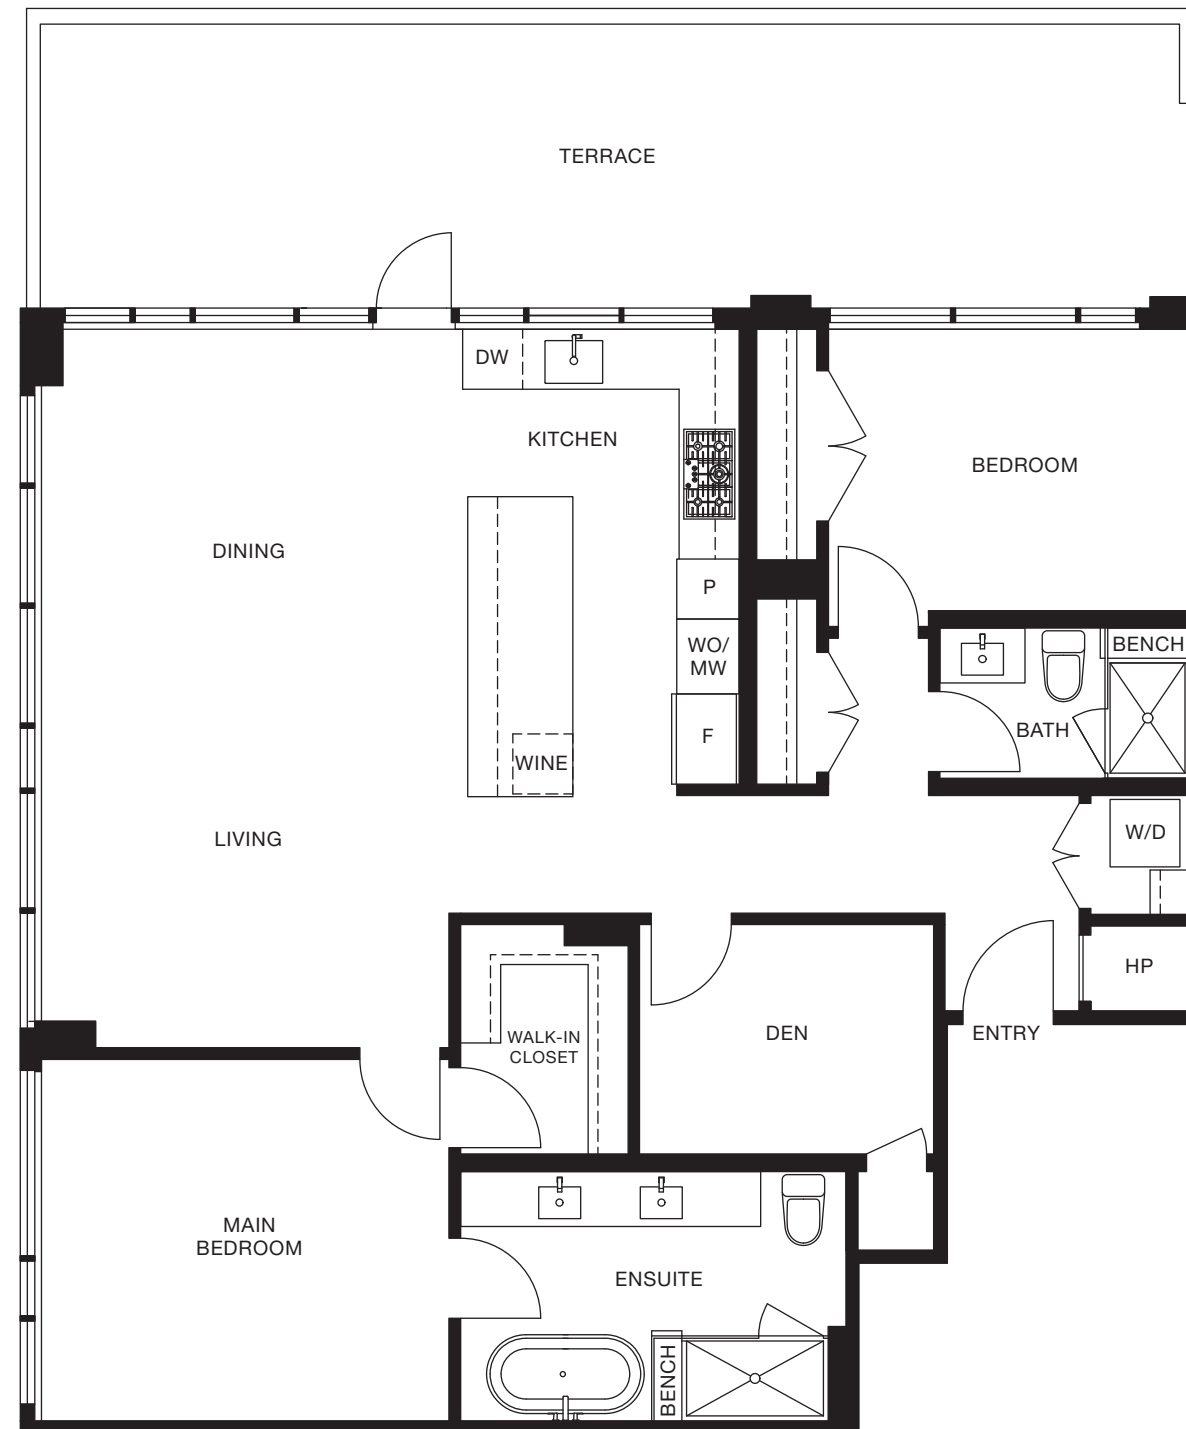 TERRACE
DW
KITCHEN
BEDROOM
DINING
P
WO/
MW
BENCH
F
BATH
WINE
LIVING
W/D
HP
WALK-IN
CLOSET
DEN
ENTRY
MAIN
BEDROOM
ENSUITE
BENCH